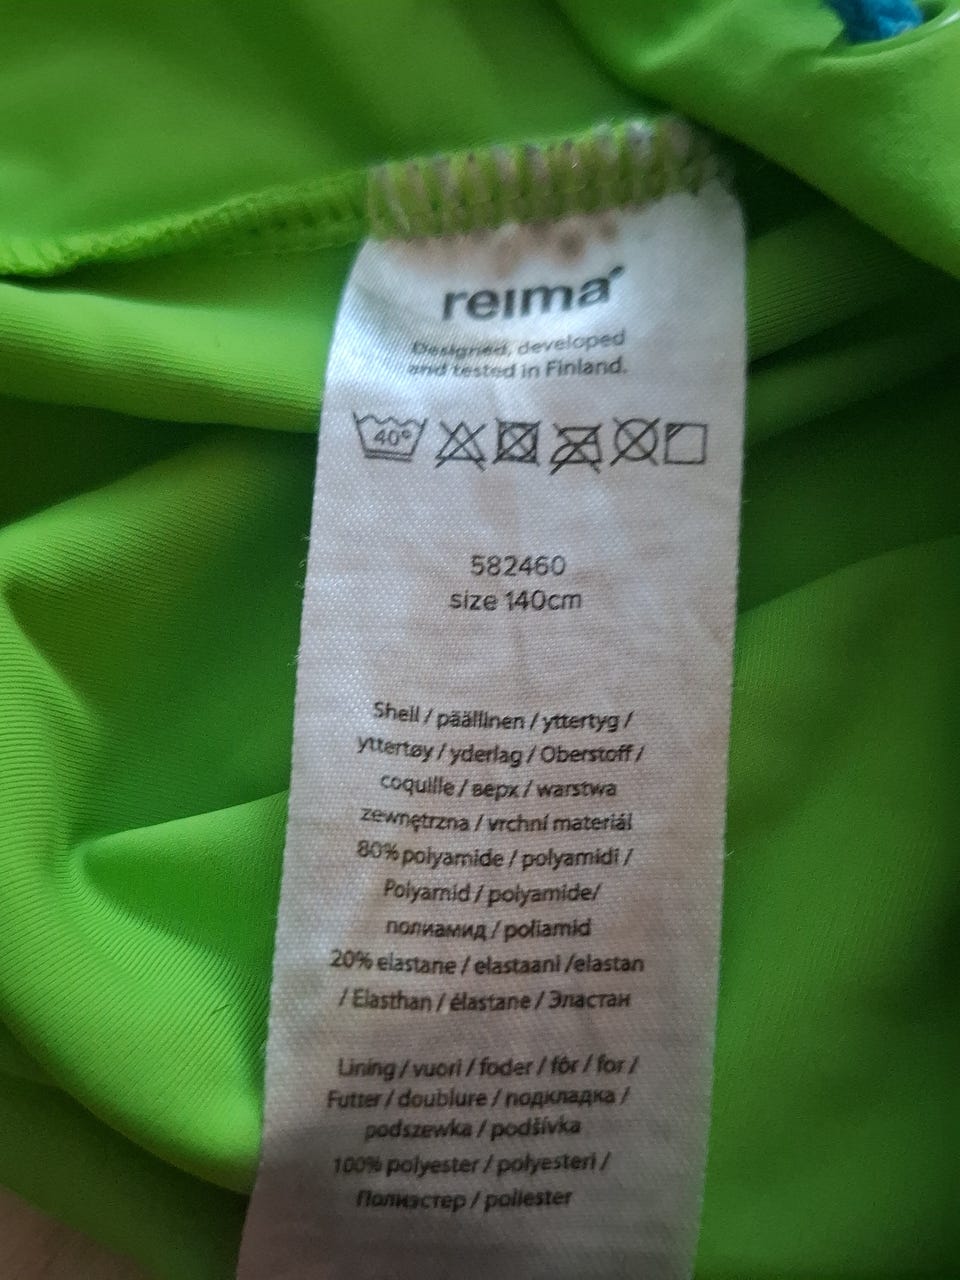 reima
Designed, developed
and tested in Finland.
40°
582460
size 140cm
Shell / päällinen / yttertyg /
yttertøy / yderlag / Oberstoff /
coquille / верх / warstwa
zewnętrzna / vrchní materiál
80% polyamide / polyamidi /
Polyamid / polyamide/
полиамид / poliamid
20% elastane / elastaani /elastan
/ Elasthan / élastane / Эластан
Lining / vuori / foder / fôr / for /
Futter / doublure / подкладка /
podszewka / podšívka
100% polyester / polyesteri /
Полиэстер / poliester